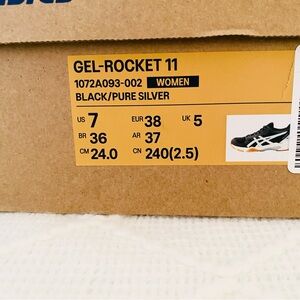 GEL-ROCKET 11
1072A093-002 WOMEN
BLACK/PURE SILVER
US 7 EUR 38 UK 5
BR 36 AR 37
CM 24.0 CN 240(2.5)